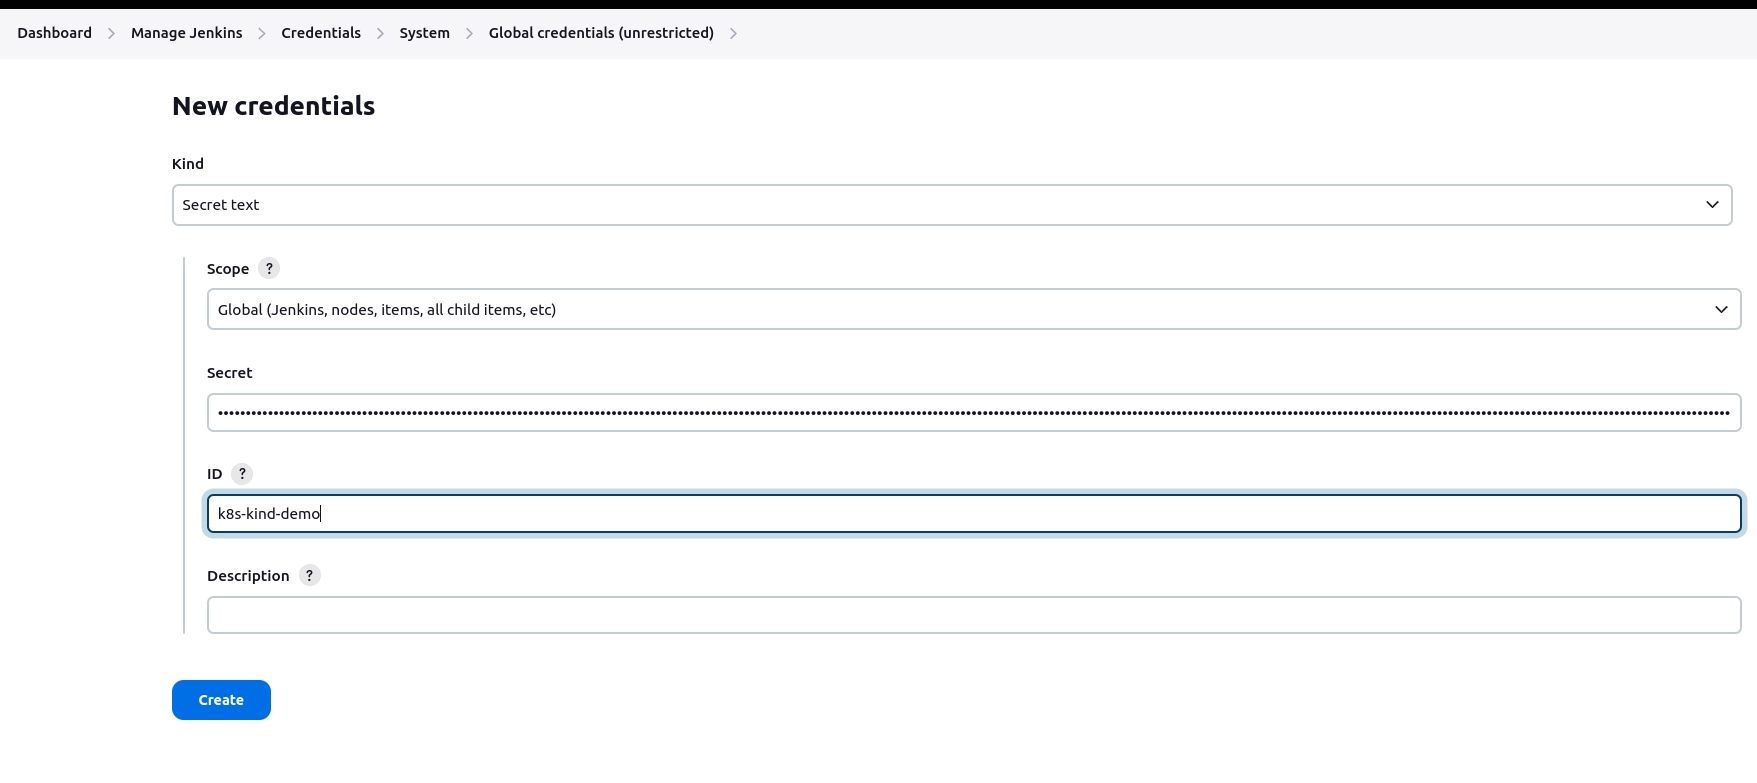 Dashboard > Manage Jenkins > Credentials > System > Global credentials (unrestricted) >
New credentials
Kind
Secret text
Scope ?
Global (Jenkins, nodes, items, all child items, etc)
Secret
ID ?
k8s-kind-demo
Description ?
Create